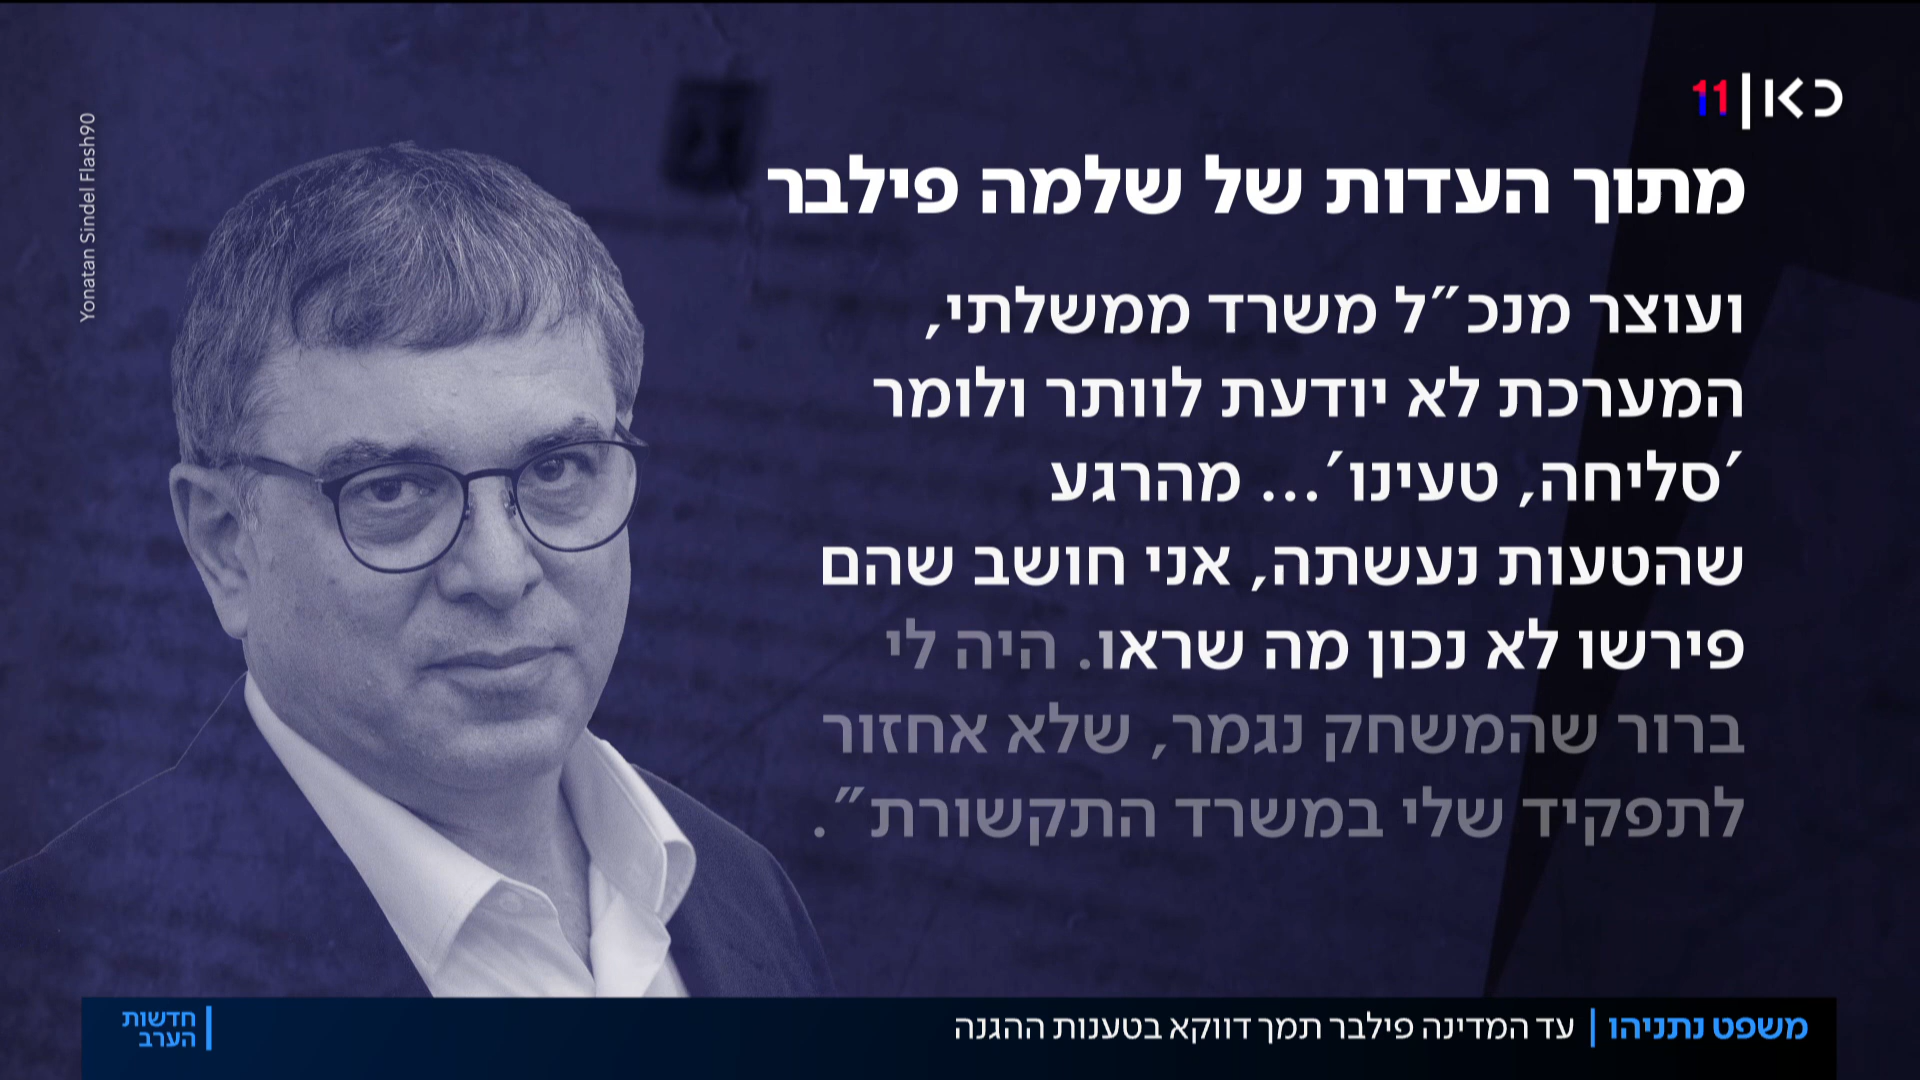 כאן | 11
מתוך העדות של שלמה פילבר
ועוצר מנכ״ל משרד ממשלתי,
המערכת לא יודעת לוותר ולומר
'סליחה, טעינו'... מהרגע
שהטעות נעשתה, אני חושב שהם
פירשו לא נכון מה שראו. היה לי
ברור שהמשחק נגמר, שלא אחזור
לתפקיד שלי במשרד התקשורת״.
Yonatan Sindel Flash90
משפט נתניהו | עד המדינה פילבר תמך דווקא בטענות ההגנה
חדשות
הערב